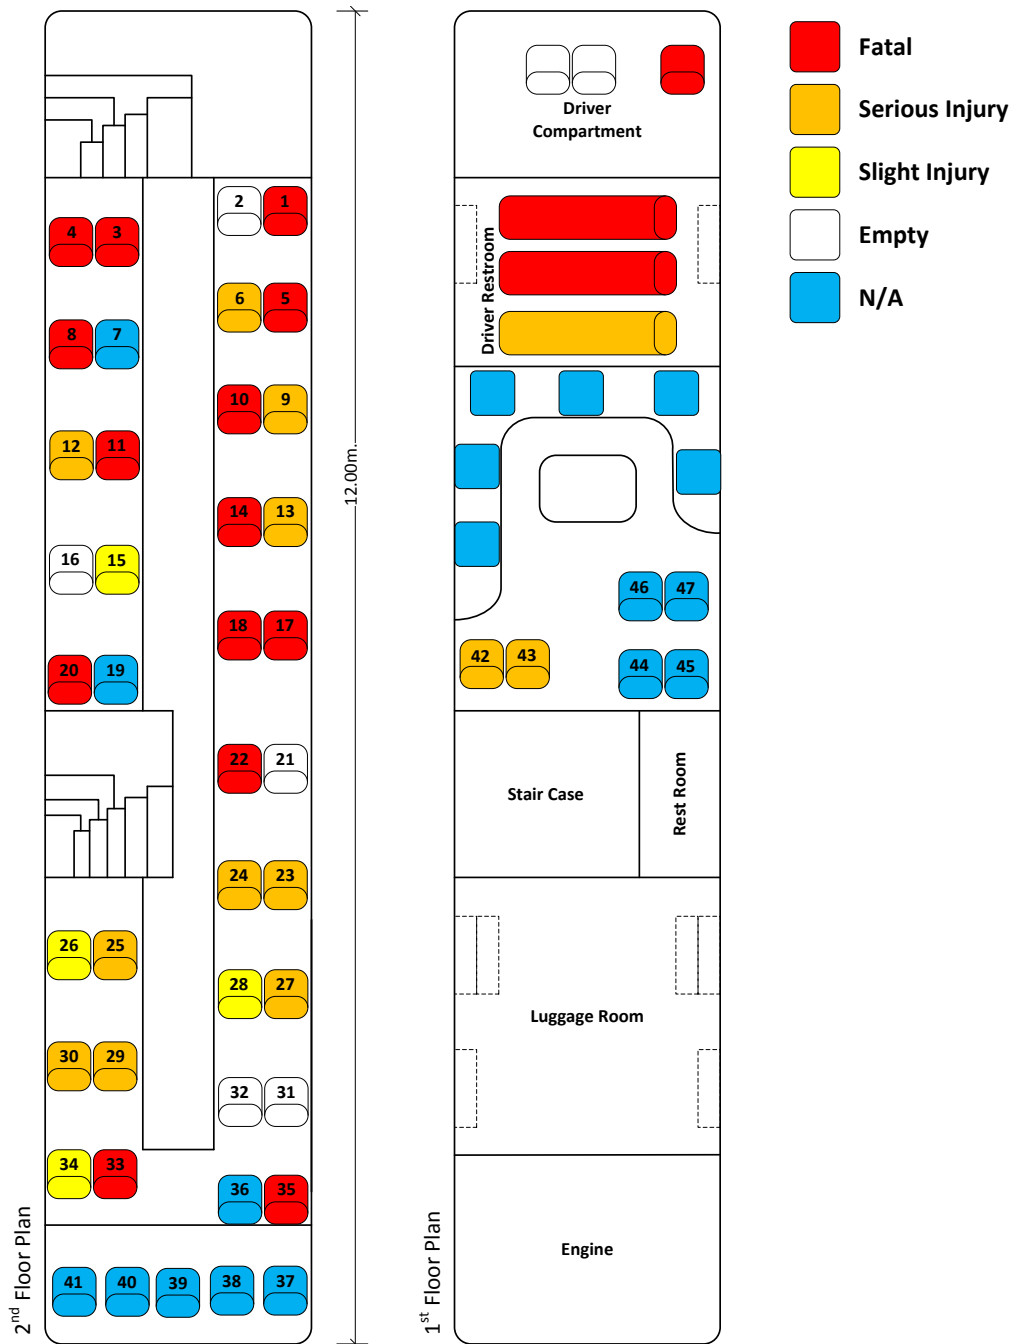 2 1
4 3
6 5
8 7
10 9
12 11
14 13
16 15
18 17
20 19
22 21
24 23
26 25
28 27
30 29
32 31
34 33
36 35
41 40 39 38 37
2nd Floor Plan
12.00m.
Driver
Compartment
Driver Restroom
46 47
42 43
44 45
Stair Case
Rest Room
Luggage Room
Engine
1st Floor Plan
Fatal
Serious Injury
Slight Injury
Empty
N/A